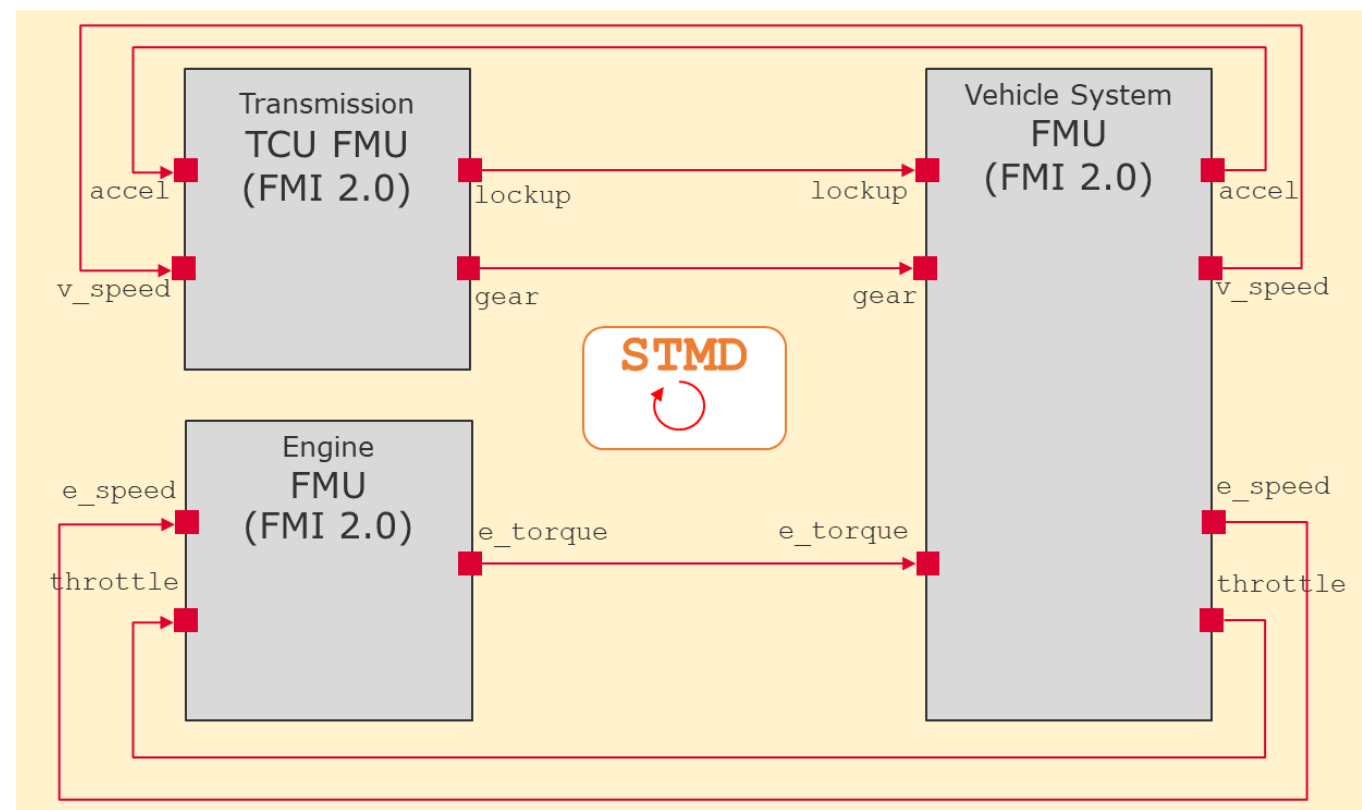 Transmission
TCU FMU
(FMI 2.0)
accel
v_speed
lockup
gear
lockup
gear
Vehicle System
FMU
(FMI 2.0)
accel
v_speed
STMD
Engine
FMU
(FMI 2.0)
e_speed
throttle
e_torque
e_torque
e_speed
throttle